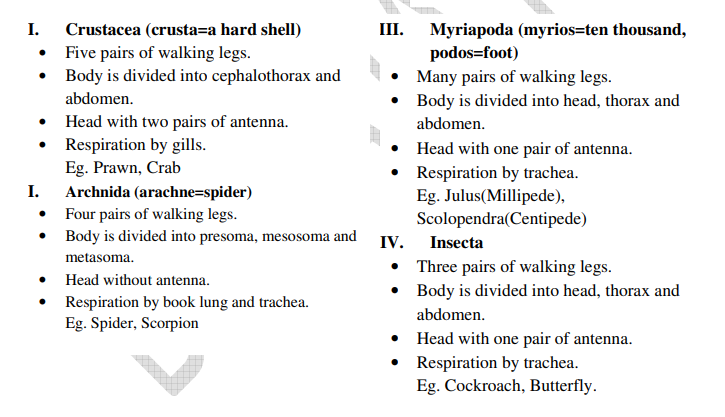 I. Crustacea (crusta=a hard shell)
• Five pairs of walking legs.
• Body is divided into cephalothorax and
abdomen.
• Head with two pairs of antenna.
• Respiration by gills.
Eg. Prawn, Crab
I. Archnida (arachne=spider)
• Four pairs of walking legs.
• Body is divided into presoma, mesosoma and
metasoma.
• Head without antenna.
• Respiration by book lung and trachea.
Eg. Spider, Scorpion
III. Myriapoda (myrios=ten thousand,
podos=foot)
• Many pairs of walking legs.
• Body is divided into head, thorax and
abdomen.
• Head with one pair of antenna.
• Respiration by trachea.
Eg. Julus(Millipede),
Scolopendra(Centipede)
IV. Insecta
• Three pairs of walking legs.
• Body is divided into head, thorax and
abdomen.
• Head with one pair of antenna.
• Respiration by trachea.
Eg. Cockroach, Butterfly.